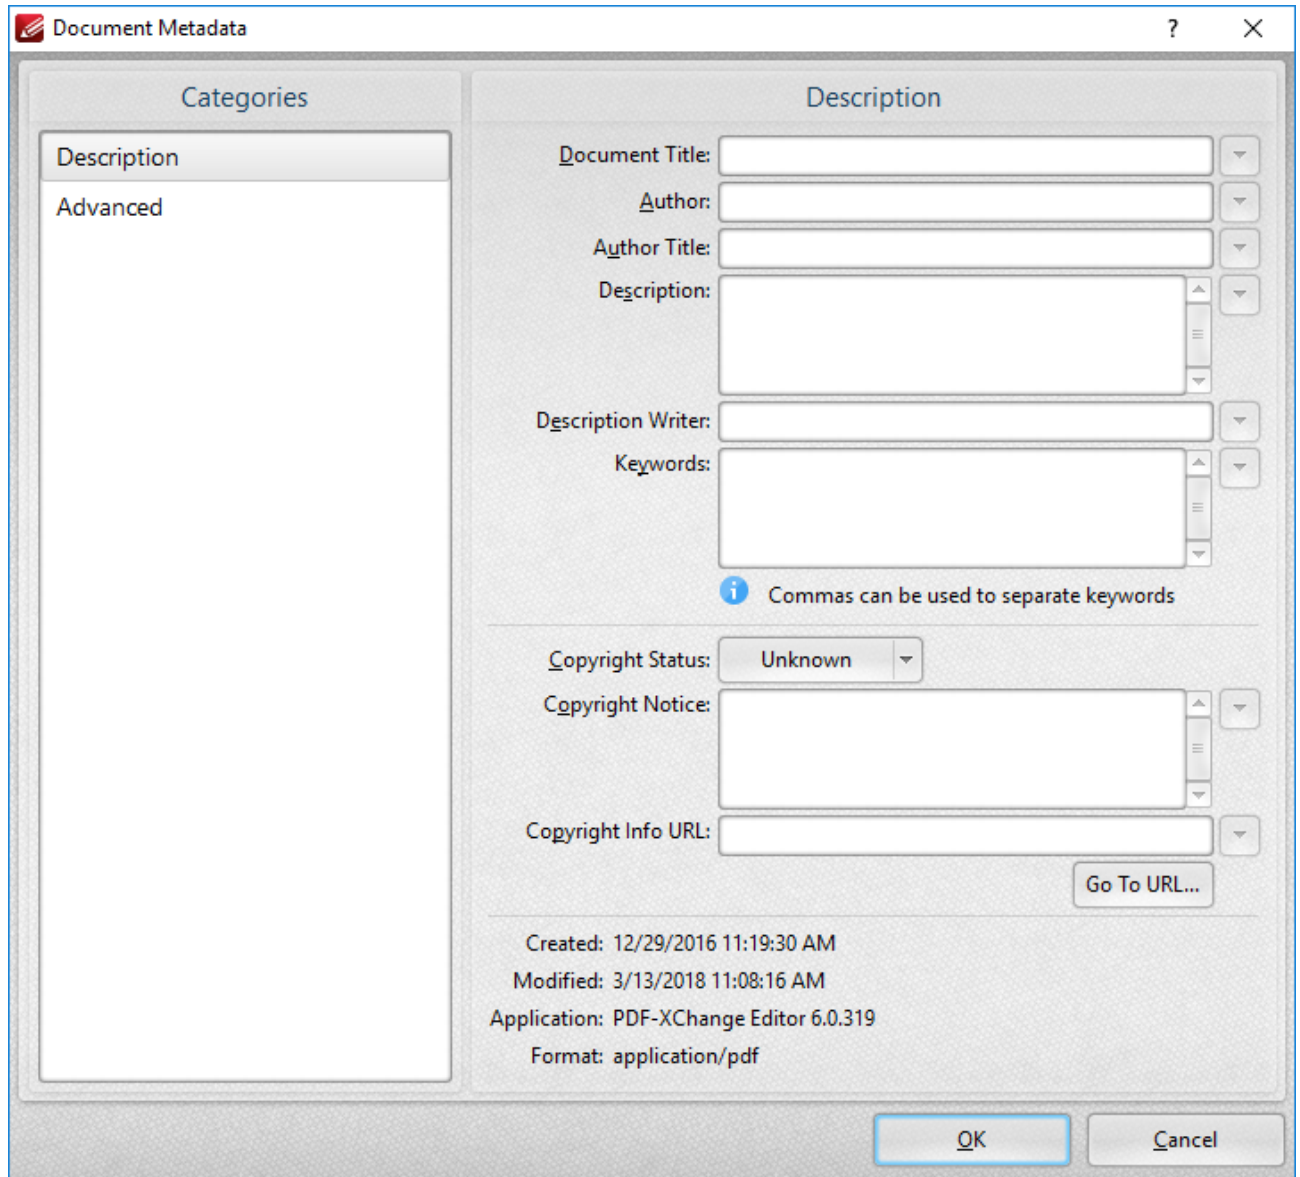 Document Metadata
?
Categories
Description
Advanced
Description
Document Title:
Author:
Author Title:
Description:
Description Writer:
Keywords:
Commas can be used to separate keywords
Copyright Status: Unknown
Copyright Notice:
Copyright Info URL:
Go To URL...
Created: 12/29/2016 11:19:30 AM
Modified: 3/13/2018 11:08:16 AM
Application: PDF-XChange Editor 6.0.319
Format: application/pdf
OK
Cancel